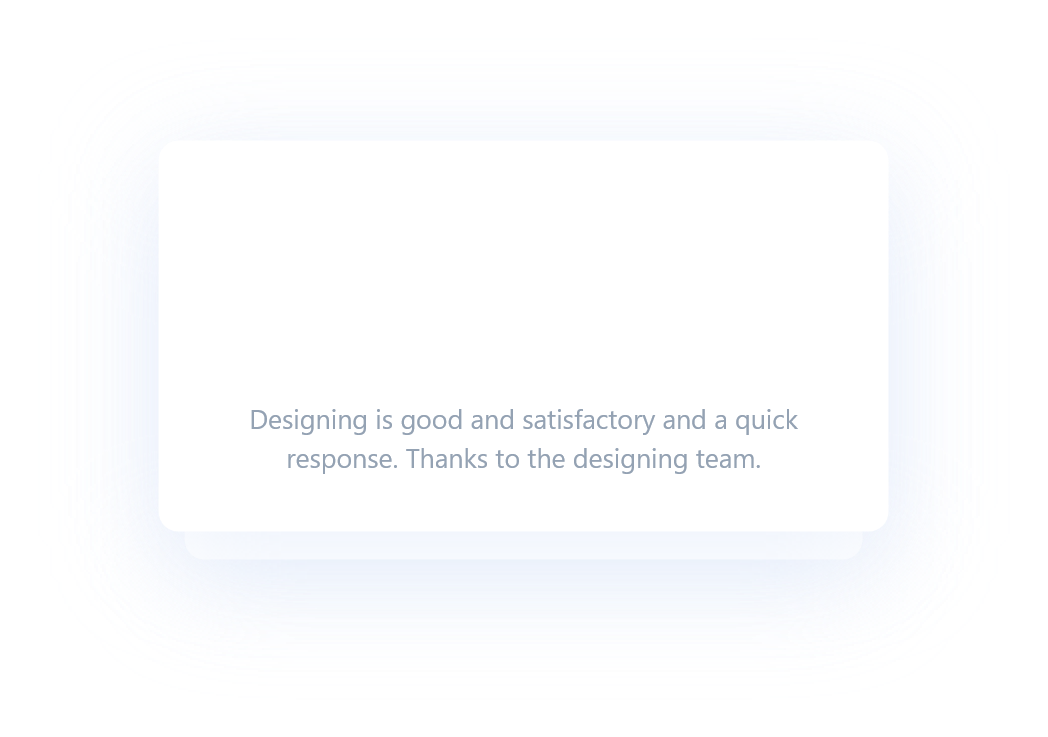 Designing is good and satisfactory and a quick
response. Thanks to the designing team.